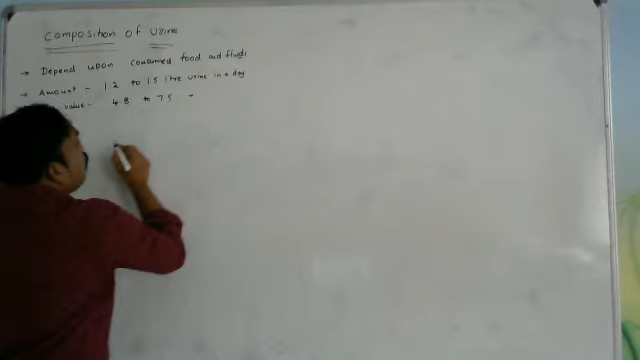 Composition of Urine
→ Depend upon consumed food and fluids
→ Amount = 1.2 to 1.5 litre urine in a day
value = 4.8 to 7.5 →